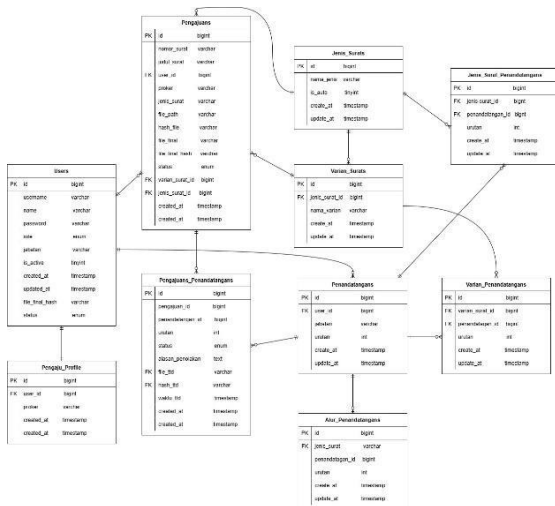 Pengajuans
PK id bigint
nomor_surat varchar
judul_surat varchar
FK user_id bigint
proker varchar
jenis_surat varchar
file_path varchar
hash_file varchar
file_final varchar
file_final_hash varchar
status enum
FK varian_surat_id bigint
FK jenis_surat_id bigint
created_at timestamp
created_at timestamp
Jenis_Surats
PK id bigint
nama_jenis varchar
is_auto tinyint
create_at timestamp
update_at timestamp
Jenis_Surat_Penandatangans
PK id bigint
FK jenis_surat_id bigint
FK penandatangan_id bigint
urutan int
create_at timestamp
update_at timestamp
Users
PK id bigint
username varchar
name varchar
password varchar
role enum
jabatan varchar
is_active tinyint
created_at timestamp
updated_at timestamp
file_final_hash varchar
status enum
Varian_Surats
PK id bigint
FK jenis_surat_id bigint
nama_varian varchar
create_at timestamp
update_at timestamp
Pengajuans_Penandatangans
PK id bigint
pengajuan_id bigint
penandatangan_id bigint
urutan int
status enum
alasan_penolakan text
FK file_ttd varchar
FK hash_ttd varchar
waktu_ttd timestamp
created_at timestamp
created_at timestamp
Penandatangans
PK id bigint
FK user_id bigint
jabatan varchar
urutan int
create_at timestamp
update_at timestamp
Varian_Penandatangans
PK id bigint
FK varian_surat_id bigint
FK penandatagan_id bigint
urutan int
create_at timestamp
update_at timestamp
Pengaju_Profile
PK id bigint
FK user_id bigint
proker varchar
created_at timestamp
created_at timestamp
Alur_Penandatangans
PK id bigint
FK jenis_surat varchar
penandatagan_id bigint
urutan int
create_at timestamp
update_at timestamp